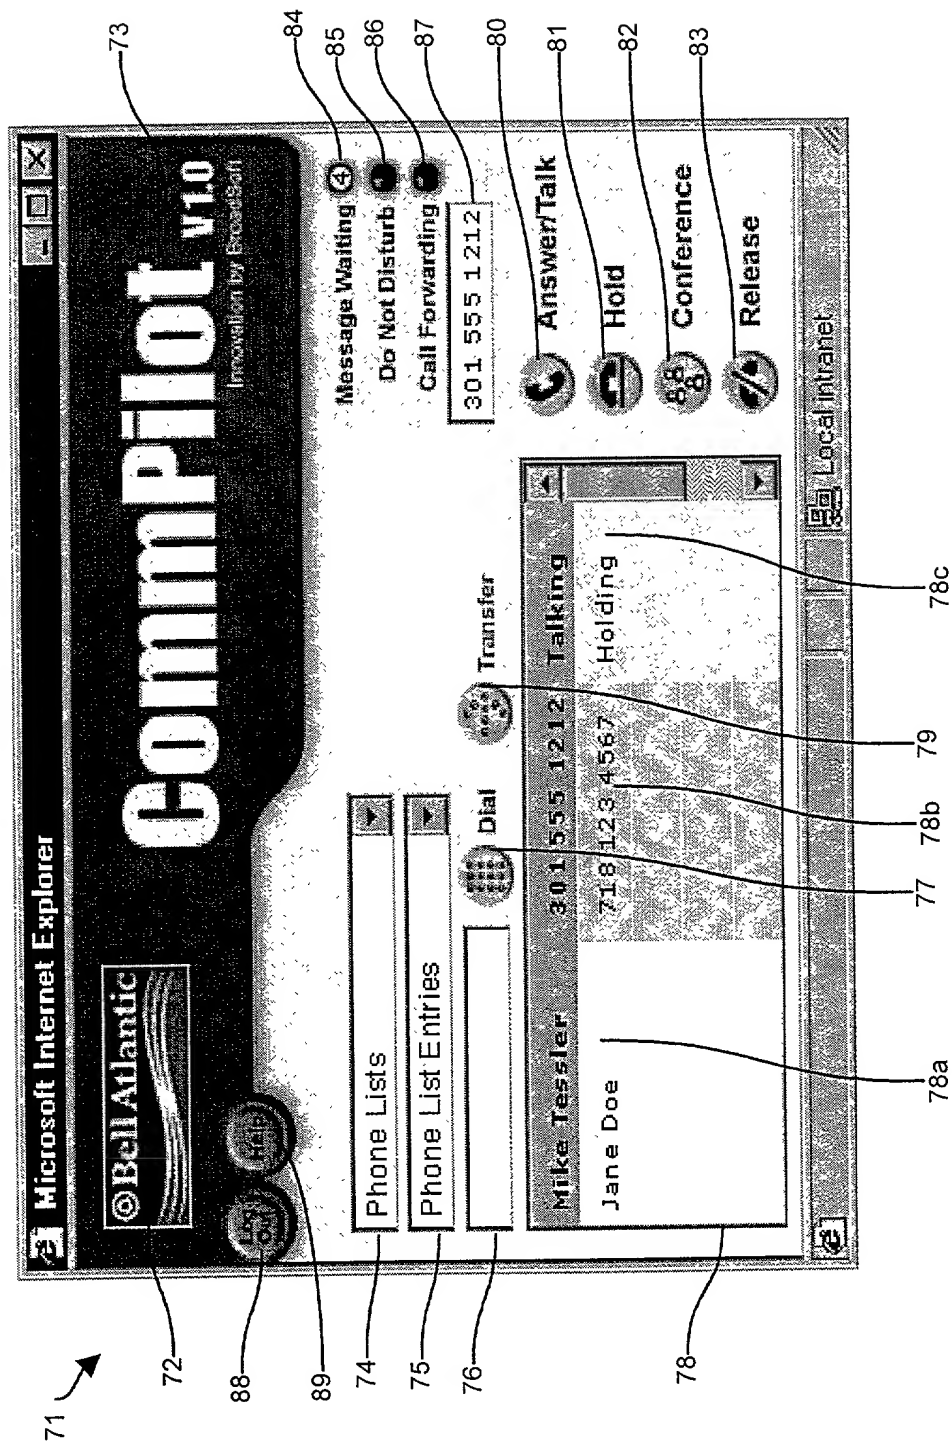 71
Microsoft Internet Explorer
72
Bell Atlantic
CommPilot V1.0
Innovation by BroadSoft
73
88
Log Out
89
Help
Message Waiting 4
84
Do Not Disturb
85
Call Forwarding
86
301 555 1212
87
74
Phone Lists
75
Phone List Entries
76
Dial
Transfer
Answer/Talk
80
Hold
81
Conference
82
Release
83
78
Mike Tessler 301 555 1212 Talking
Jane Doe 718 123 4567 Holding
Local intranet
78a
77
78b
79
78c